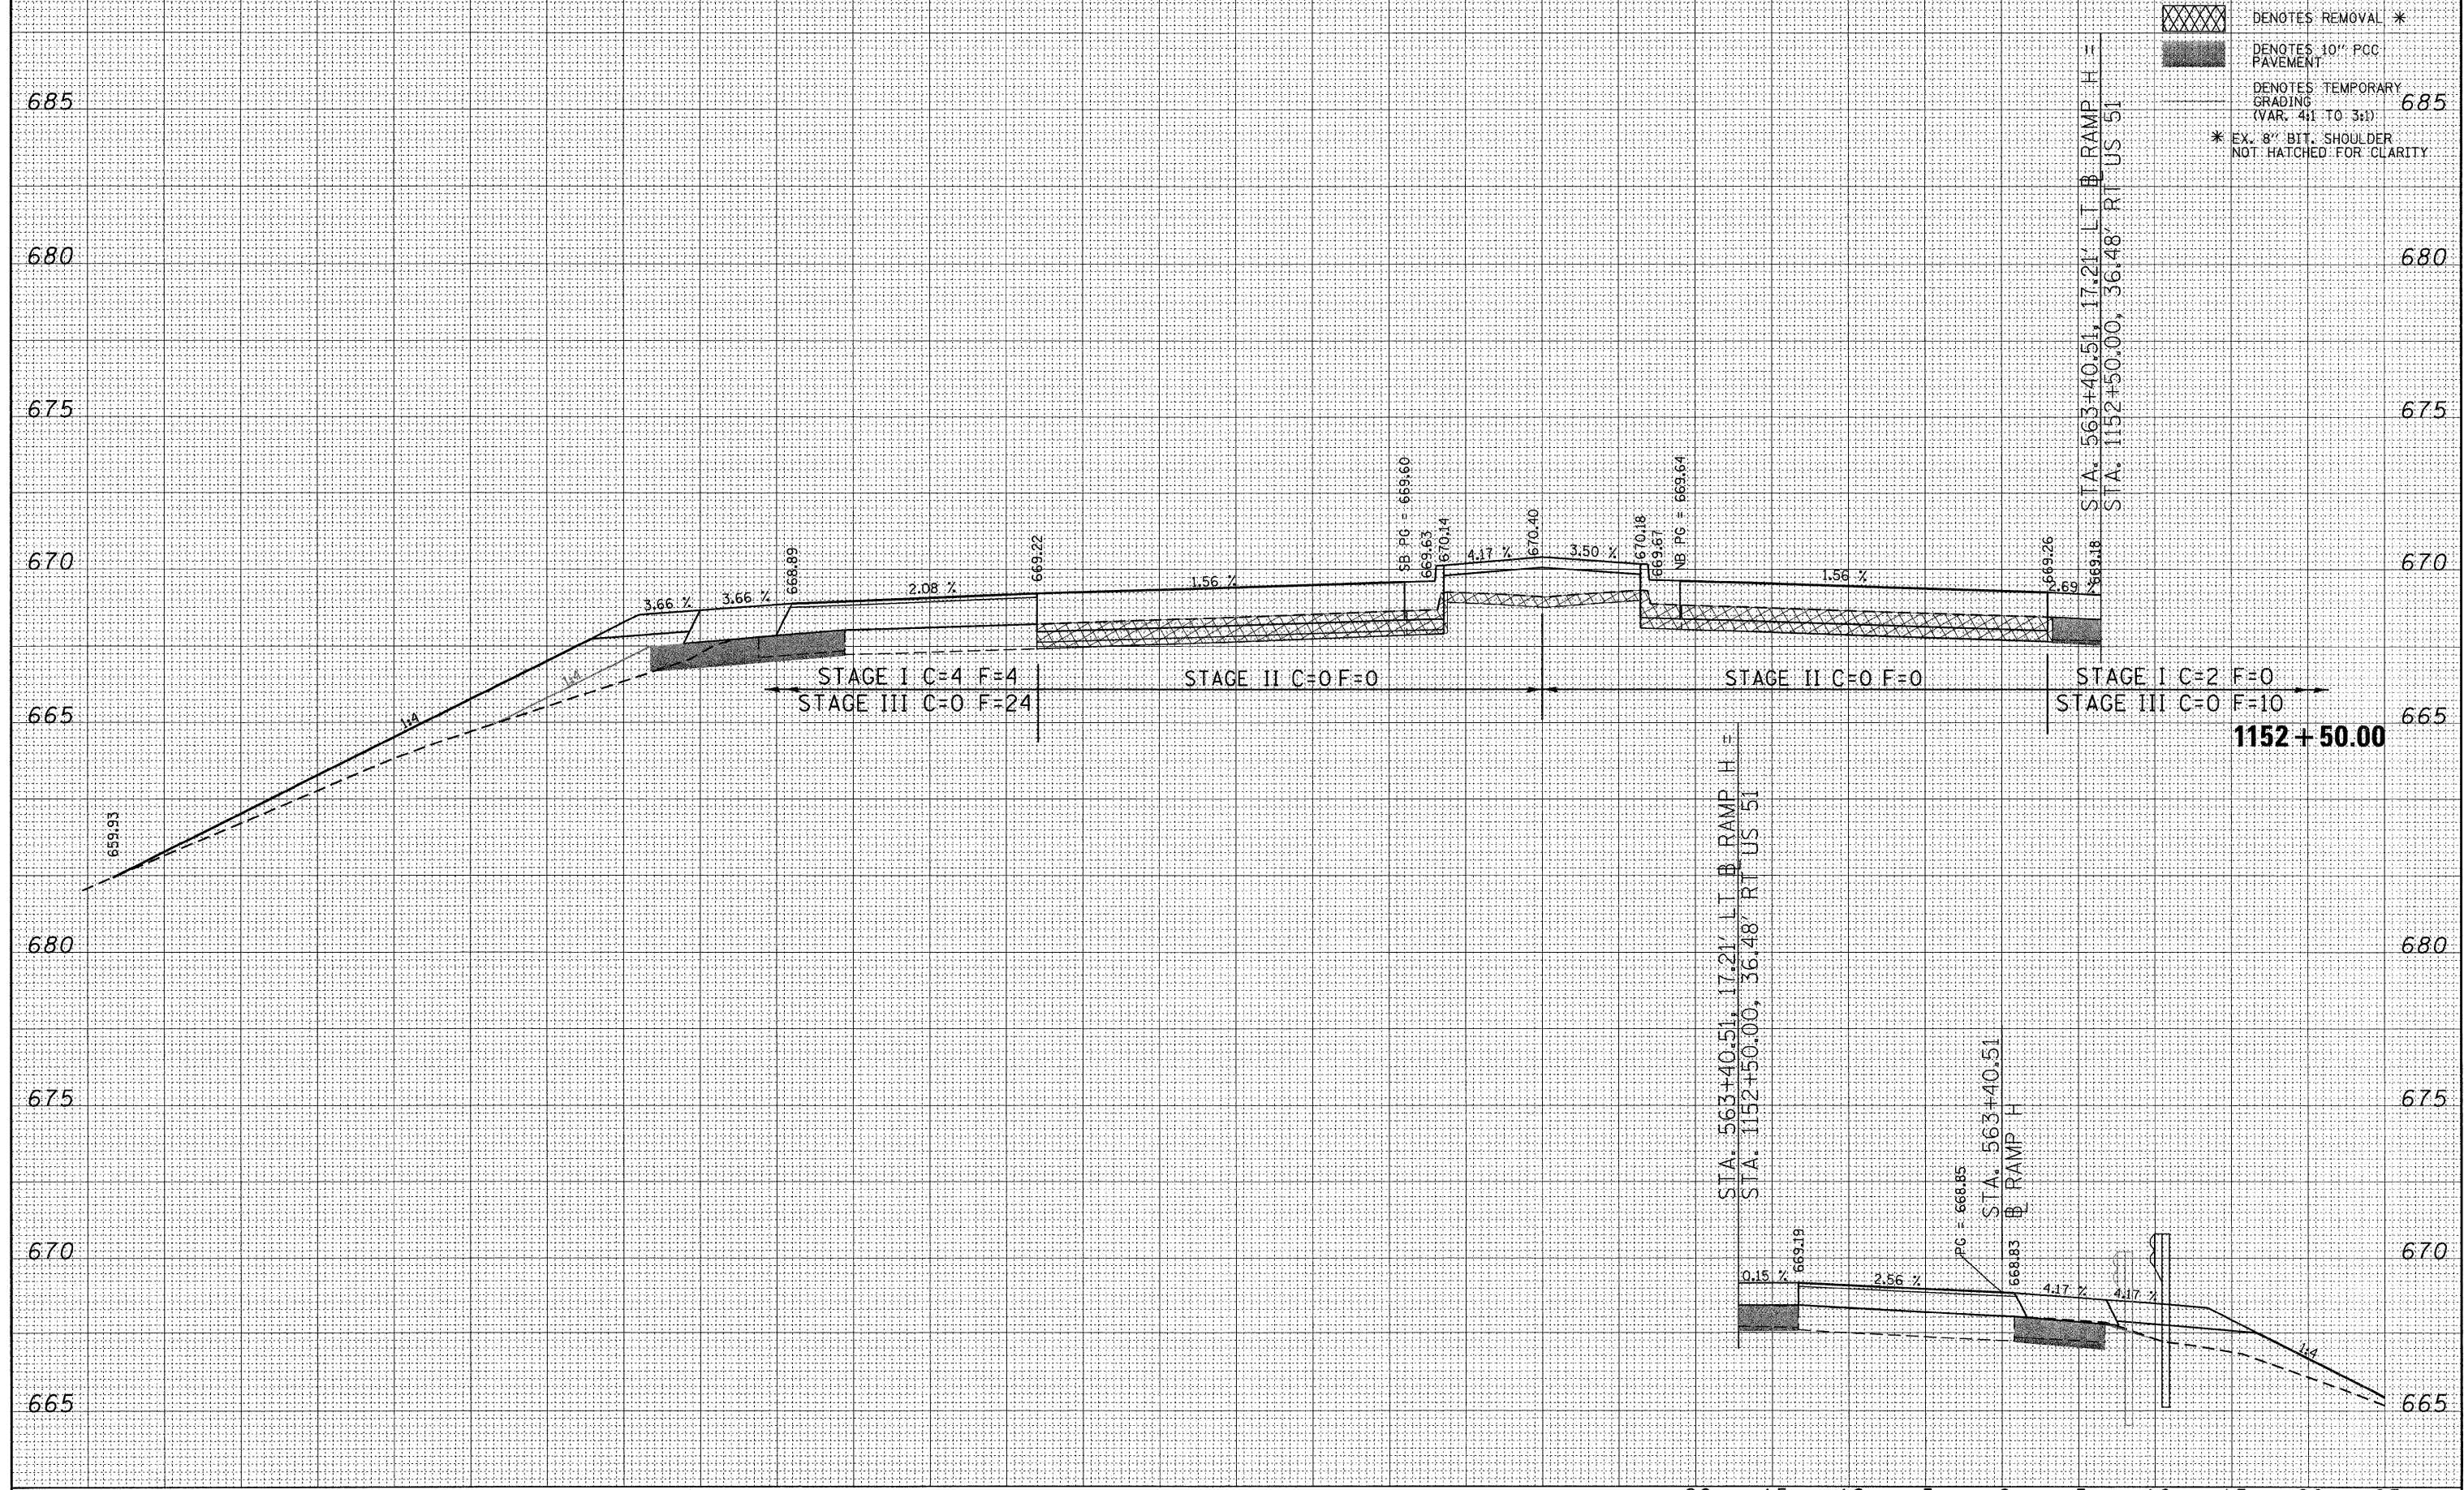 DENOTES REMOVAL *
DENOTES 10" PCC
PAVEMENT
DENOTES TEMPORARY
GRADING
(VAR. 4:1 TO 3:1)
* EX. 8" BIT. SHOULDER
NOT HATCHED FOR CLARITY
685
685
680
680
675
675
670
670
665
665
STA. 563+40.51, 17.21' LT B RAMP H =
STA. 1152+50.00, 36.48' RT US 51
659.93
1:4
1:4
3.66 %
3.66 %
668.89
2.08 %
669.22
1.56 %
SB PG = 669.60
669.63
670.14
4.17 %
670.40
3.50 %
670.18
669.67
NB PG = 669.64
1.56 %
669.26
2.69 %
669.18
STAGE I C=4 F=4
STAGE III C=0 F=24
STAGE II C=0 F=0
STAGE II C=0 F=0
STAGE I C=2 F=0
STAGE III C=0 F=10
1152+50.00
680
680
675
675
670
670
665
665
STA. 563+40.51, 17.21' LT B RAMP H =
STA. 1152+50.00, 36.48' RT US 51
0.15 %
669.19
2.56 %
PG = 668.85
STA. 563+40.51
B RAMP H
668.83
4.17 %
4.17 %
1:4